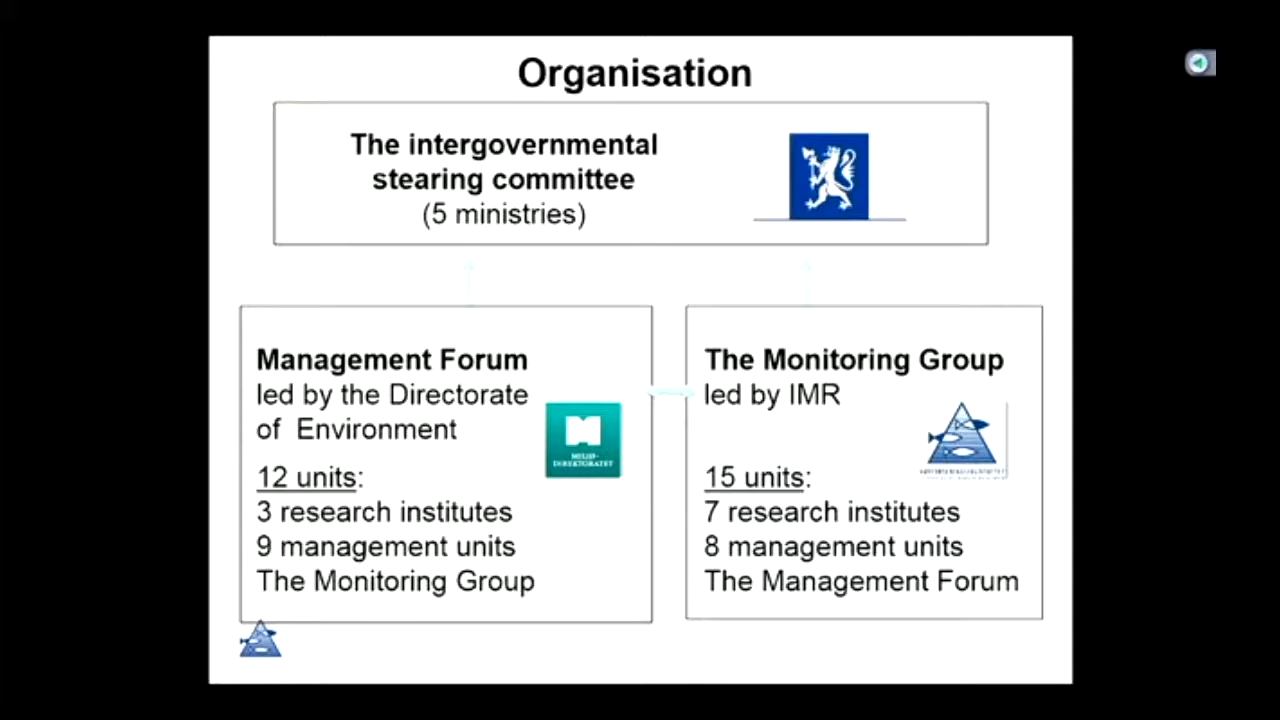 Organisation
The intergovernmental
stearing committee
(5 ministries)
Management Forum
led by the Directorate
of Environment
MILJØ-
DIREKTORATET
12 units:
3 research institutes
9 management units
The Monitoring Group
The Monitoring Group
led by IMR
15 units:
7 research institutes
8 management units
The Management Forum